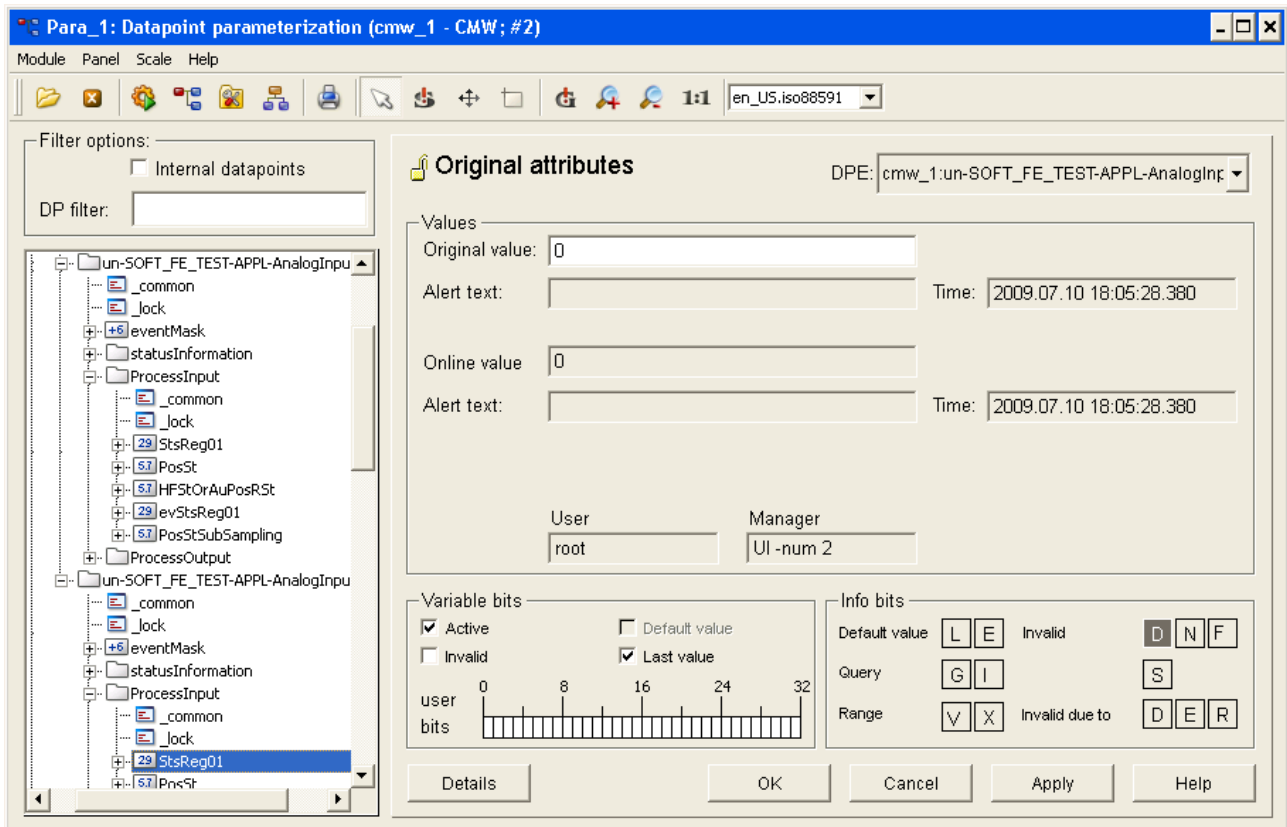 Para_1: Datapoint parameterization (cmw_1 - CMW; #2)
Module Panel Scale Help
1:1 en_US.iso88591
Filter options:
Internal datapoints
DP filter:
un-SOFT_FE_TEST-APPL-AnalogInpu
_common
_lock
+6 eventMask
statusInformation
ProcessInput
_common
_lock
29 StsReg01
5.7 PosSt
5.7 HFStOrAuPosRSt
29 evStsReg01
5.7 PosStSubSampling
ProcessOutput
un-SOFT_FE_TEST-APPL-AnalogInpu
_common
_lock
+6 eventMask
statusInformation
ProcessInput
_common
_lock
29 StsReg01
5.7 PosSt
Original attributes
DPE: cmw_1:un-SOFT_FE_TEST-APPL-AnalogInp
Values
Original value: 0
Alert text: Time: 2009.07.10 18:05:28.380
Online value 0
Alert text: Time: 2009.07.10 18:05:28.380
User Manager
root UI -num 2
Variable bits
Active Default value
Invalid Last value
0 8 16 24 32
user
bits
Info bits
Default value L E Invalid D N F
Query G I S
Range V X Invalid due to D E R
Details OK Cancel Apply Help